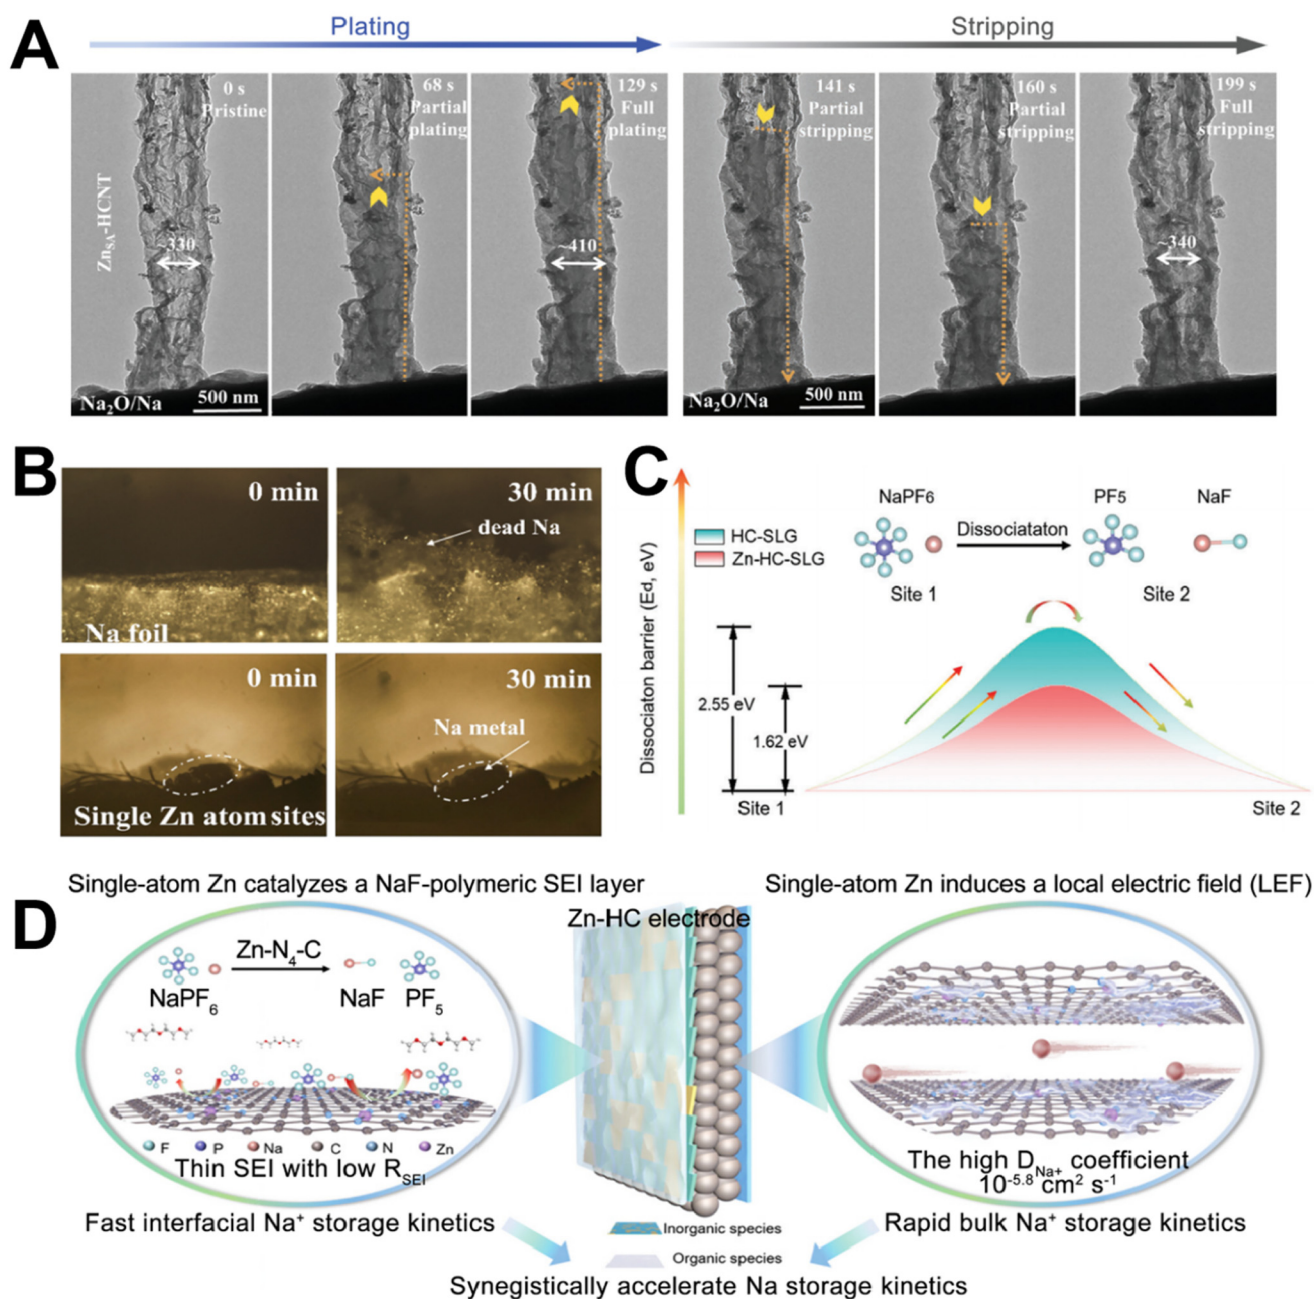 A
Plating
Stripping
0 s
Pristine
68 s
Partial
plating
129 s
Full
plating
141 s
Partial
stripping
160 s
Partial
stripping
199 s
Full
stripping
Zn_SA-HCNT
~330
~410
~340
Na₂O/Na
500 nm
Na₂O/Na
500 nm
B
0 min
Na foil
30 min
dead Na
0 min
Single Zn atom sites
30 min
Na metal
C
Dissociaton barrier (Ed, eV)
HC-SLG
Zn-HC-SLG
NaPF6
Dissociataton
PF5
NaF
Site 1
Site 2
2.55 eV
1.62 eV
Site 1
Site 2
D
Single-atom Zn catalyzes a NaF-polymeric SEI layer
Single-atom Zn induces a local electric field (LEF)
Zn-HC electrode
Zn-N₄-C
NaPF₆
NaF
PF₅
F
P
Na
C
N
Zn
Thin SEI with low R_SEI
The high D_Na+ coefficient
10⁻⁵·⁸ cm² s⁻¹
Fast interfacial Na⁺ storage kinetics
Rapid bulk Na⁺ storage kinetics
Inorganic species
Organic species
Synegistically accelerate Na storage kinetics